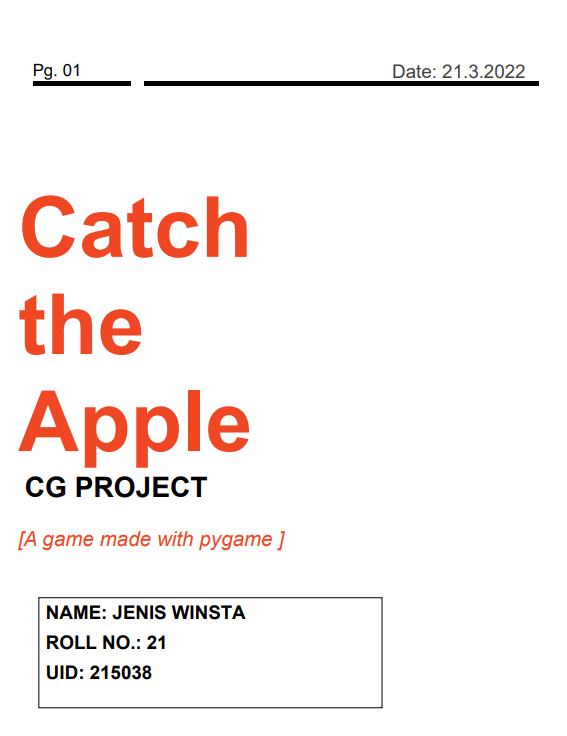 Pg. 01
Date: 21.3.2022
Catch
the
Apple
CG PROJECT
[A game made with pygame ]
NAME: JENIS WINSTA
ROLL NO.: 21
UID: 215038